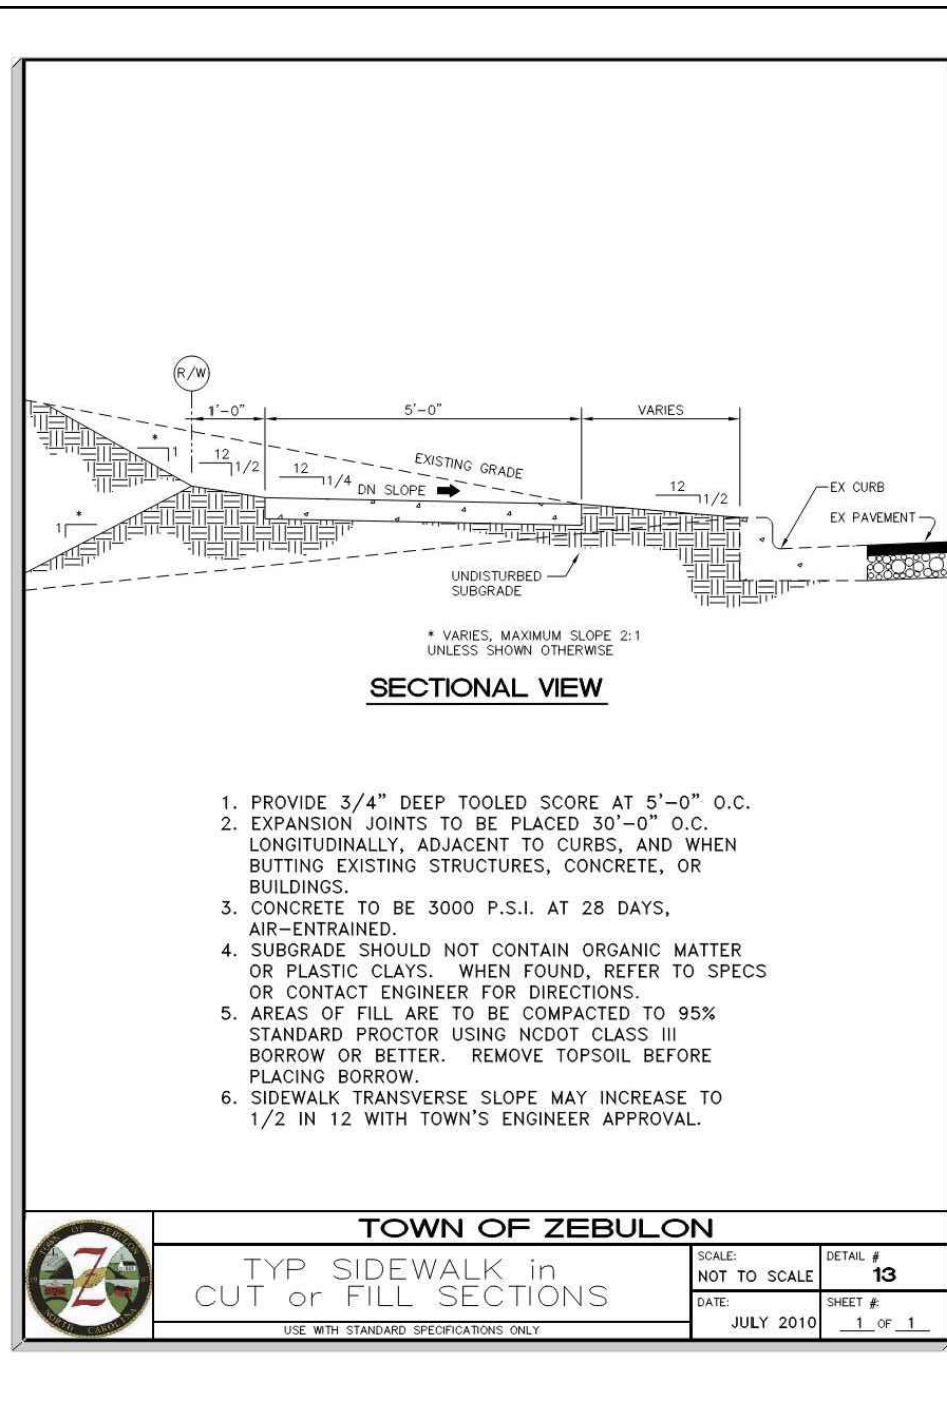 R/W
1'-0"
5'-0"
VARIES
*
1
12
1/2
12
1/4
EXISTING GRADE
DN SLOPE
12
1/2
EX CURB
EX PAVEMENT
*
1
UNDISTURBED
SUBGRADE
* VARIES, MAXIMUM SLOPE 2:1
UNLESS SHOWN OTHERWISE
SECTIONAL VIEW
1. PROVIDE 3/4" DEEP TOOLED SCORE AT 5'-0" O.C.
2. EXPANSION JOINTS TO BE PLACED 30'-0" O.C.
LONGITUDINALLY, ADJACENT TO CURBS, AND WHEN
BUTTING EXISTING STRUCTURES, CONCRETE, OR
BUILDINGS.
3. CONCRETE TO BE 3000 P.S.I. AT 28 DAYS,
AIR-ENTRAINED.
4. SUBGRADE SHOULD NOT CONTAIN ORGANIC MATTER
OR PLASTIC CLAYS. WHEN FOUND, REFER TO SPECS
OR CONTACT ENGINEER FOR DIRECTIONS.
5. AREAS OF FILL ARE TO BE COMPACTED TO 95%
STANDARD PROCTOR USING NCDOT CLASS III
BORROW OR BETTER. REMOVE TOPSOIL BEFORE
PLACING BORROW.
6. SIDEWALK TRANSVERSE SLOPE MAY INCREASE TO
1/2 IN 12 WITH TOWN'S ENGINEER APPROVAL.
TOWN OF ZEBULON
Z
NORTH CAROLINA
TOWN OF ZEBULON
TYP SIDEWALK in
CUT or FILL SECTIONS
USE WITH STANDARD SPECIFICATIONS ONLY
SCALE:
NOT TO SCALE
DETAIL #
13
DATE:
JULY 2010
SHEET #:
1 OF 1